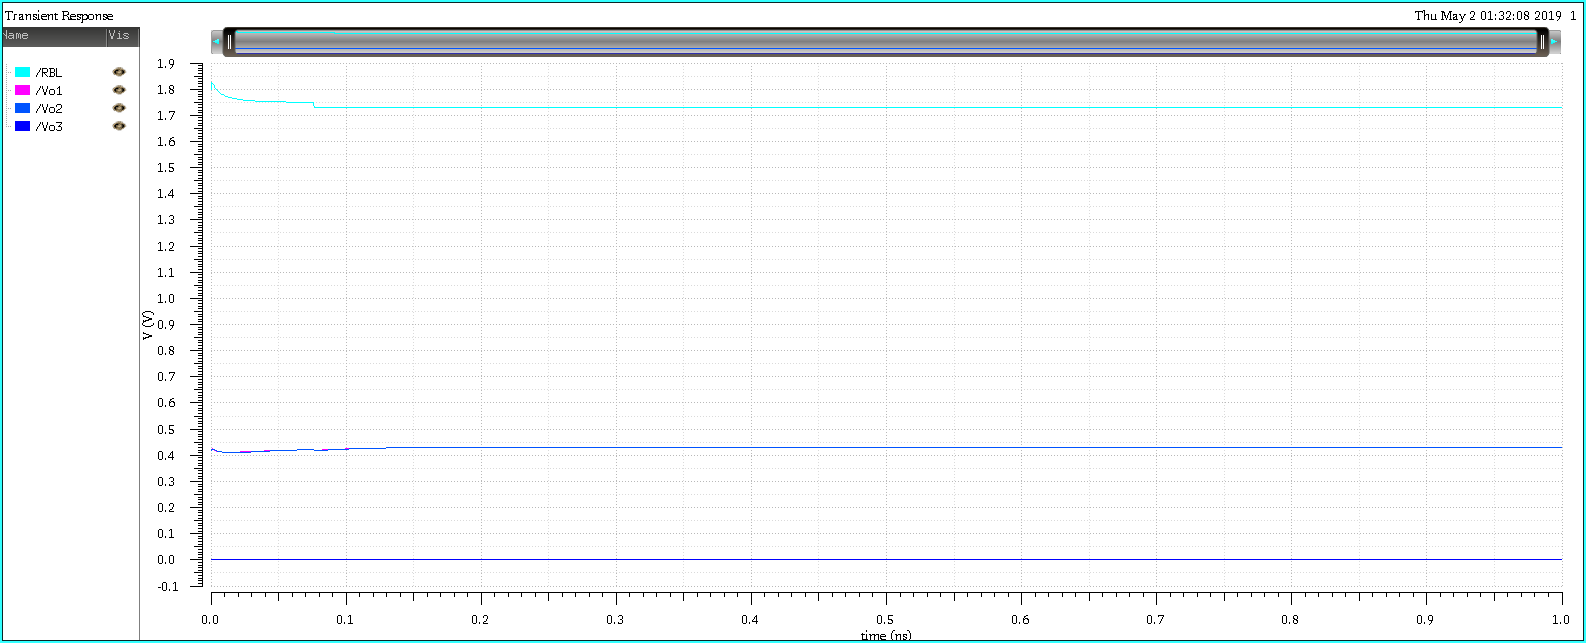 Transient Response
Thu May 2 01:32:08 2019 1
Name Vis
/RBL
/Vo1
/Vo2
/Vo3
1.9
1.8
1.7
1.6
1.5
1.4
1.3
1.2
1.1
1.0
0.9
0.8
0.7
0.6
0.5
0.4
0.3
0.2
0.1
0.0
-0.1
V (V)
0.0 0.1 0.2 0.3 0.4 0.5 0.6 0.7 0.8 0.9 1.0
time (ns)